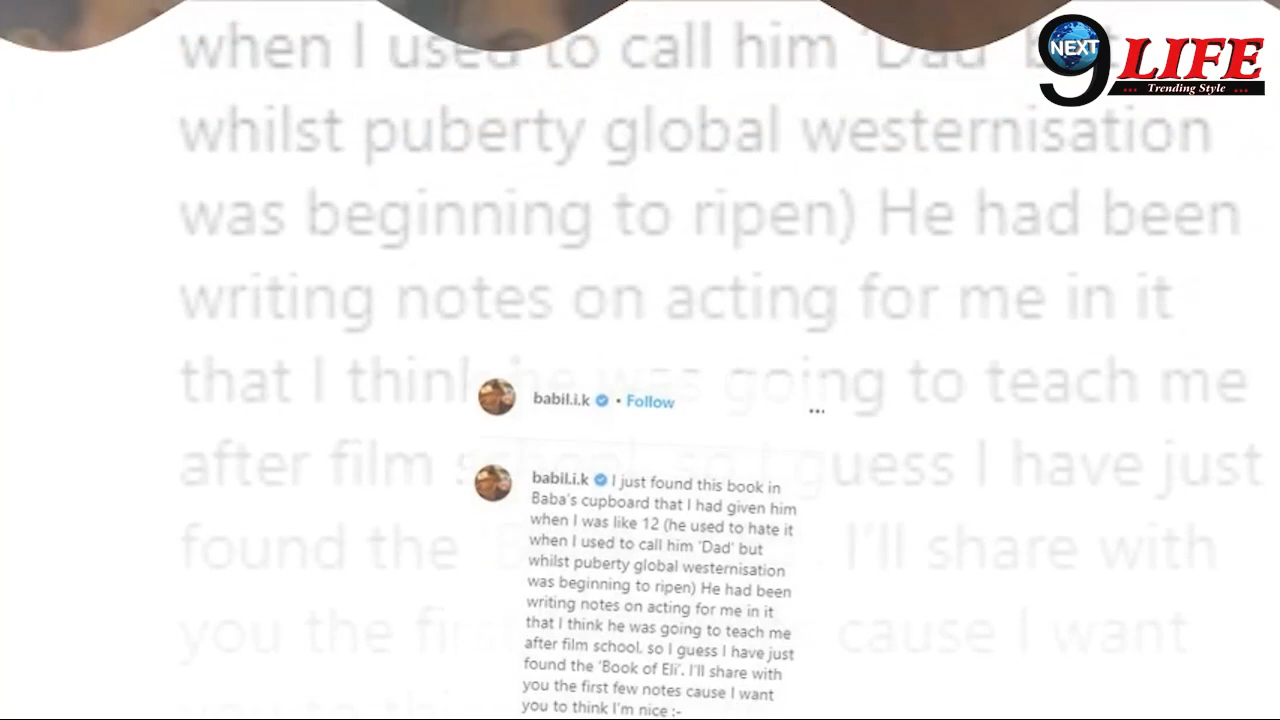 when I used to call him 'Dad' but
whilst puberty global westernisation
was beginning to ripen) He had been
writing notes on acting for me in it
that I think he was going to teach me
after film school, so I guess I have just
found the I'll share with
you the cause I want
NEXT
9
LIFE
... Trending Style ...
babil.i.k • Follow
...
babil.i.k I just found this book in
Baba's cupboard that I had given him
when I was like 12 (he used to hate it
when I used to call him 'Dad' but
whilst puberty global westernisation
was beginning to ripen) He had been
writing notes on acting for me in it
that I think he was going to teach me
after film school, so I guess I have just
found the 'Book of Eli'. I'll share with
you the first few notes cause I want
you to think I'm nice :-